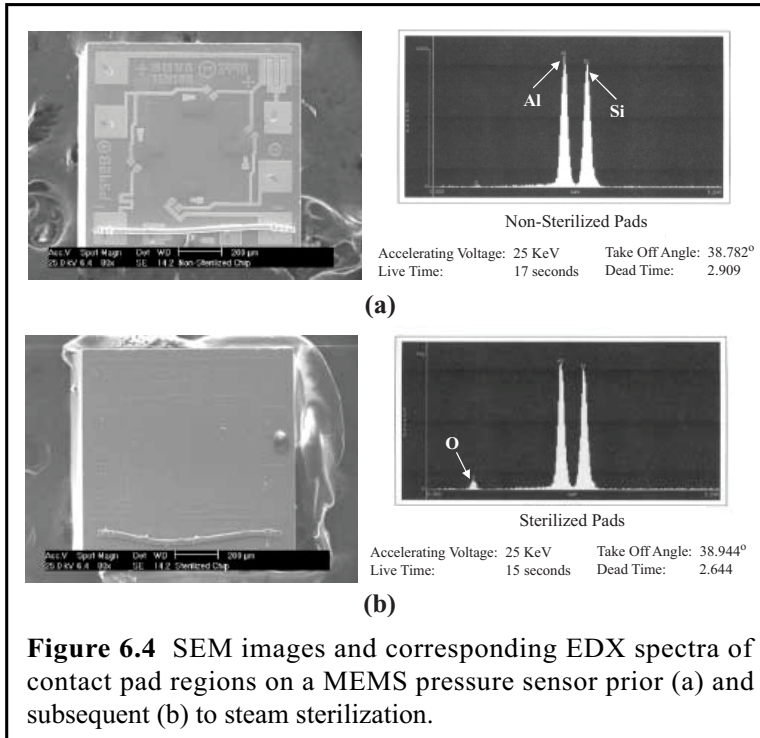 Al
Si
Non-Sterilized Pads
Accelerating Voltage: 25 KeV Take Off Angle: 38.782°
Live Time: 17 seconds Dead Time: 2.909
Acc.V Spot Magn Det WD 200 µm
25.0 kV 6.4 80x SE 14.2 Non-Sterilized Chip
(a)
O
Sterilized Pads
Accelerating Voltage: 25 KeV Take Off Angle: 38.944°
Live Time: 15 seconds Dead Time: 2.644
Acc.V Spot Magn Det WD 200 µm
25.0 kV 6.4 80x SE 14.2 Sterilized Chip
(b)
Figure 6.4 SEM images and corresponding EDX spectra of
contact pad regions on a MEMS pressure sensor prior (a) and
subsequent (b) to steam sterilization.